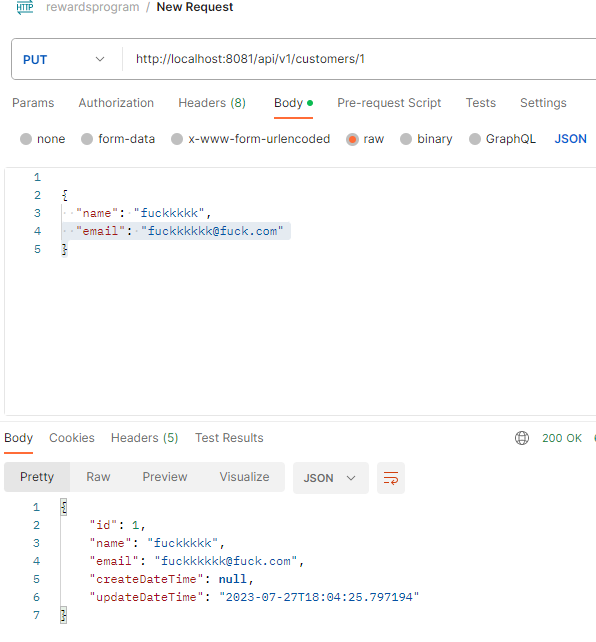 HTTP rewardsprogram / New Request
PUT http://localhost:8081/api/v1/customers/1
Params Authorization Headers (8) Body Pre-request Script Tests Settings
none form-data x-www-form-urlencoded raw binary GraphQL JSON
1
2 {
3 "name": "fuckkkkk",
4 "email": "fuckkkkkk@fuck.com"
5 }
Body Cookies Headers (5) Test Results 200 OK
Pretty Raw Preview Visualize JSON
1 {
2 "id": 1,
3 "name": "fuckkkkk",
4 "email": "fuckkkkkk@fuck.com",
5 "createDateTime": null,
6 "updateDateTime": "2023-07-27T18:04:25.797194"
7 }